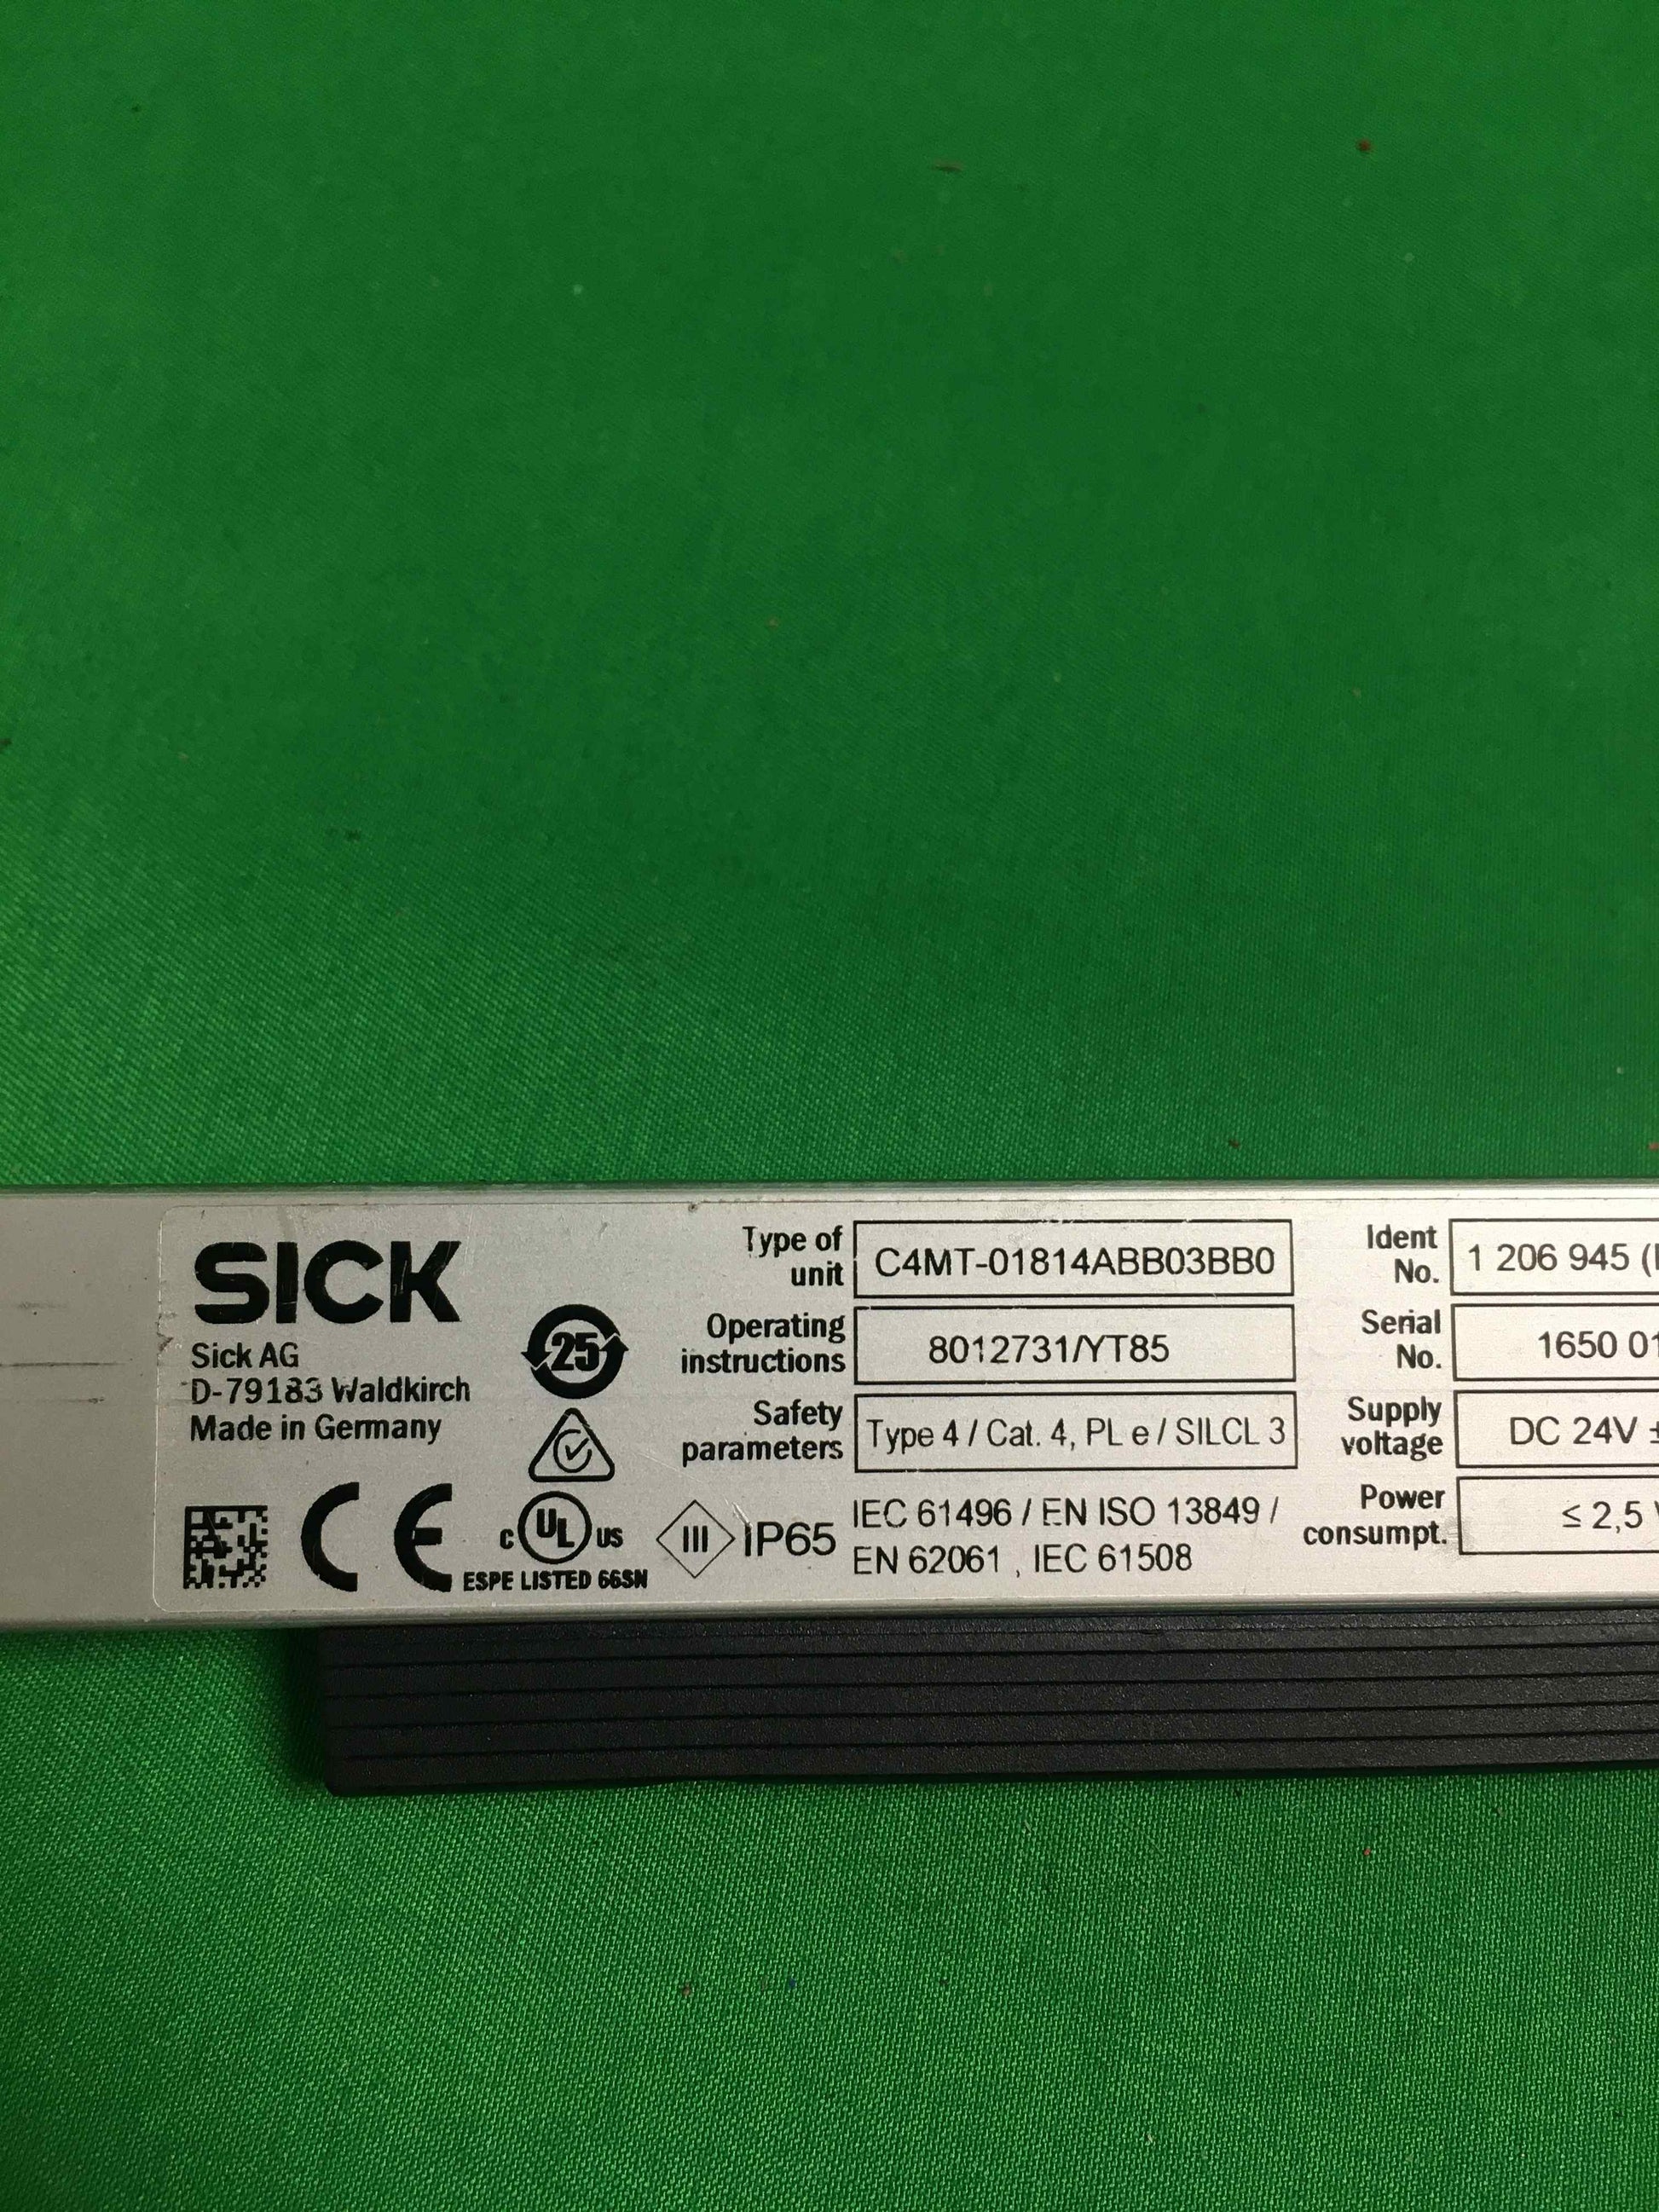 SICK
Sick AG
D-79183 Waldkirch
Made in Germany
25
CE
c UL us
ESPE LISTED 66SN
III IP65
Type of unit C4MT-01814ABB03BB0
Operating instructions 8012731/YT85
Safety parameters Type 4 / Cat. 4, PL e / SILCL 3
IEC 61496 / EN ISO 13849 /
EN 62061 , IEC 61508
Ident No. 1 206 945
Serial No. 1650
Supply voltage DC 24V
Power consumpt. ≤ 2,5